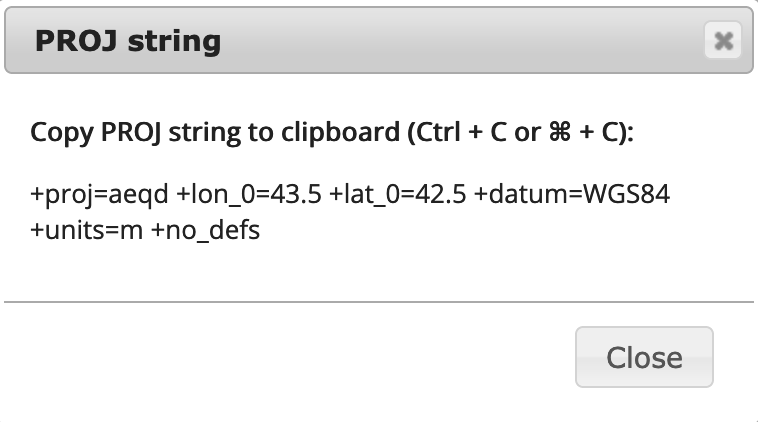 PROJ string
Copy PROJ string to clipboard (Ctrl + C or ⌘ + C):
+proj=aeqd +lon_0=43.5 +lat_0=42.5 +datum=WGS84
+units=m +no_defs
Close